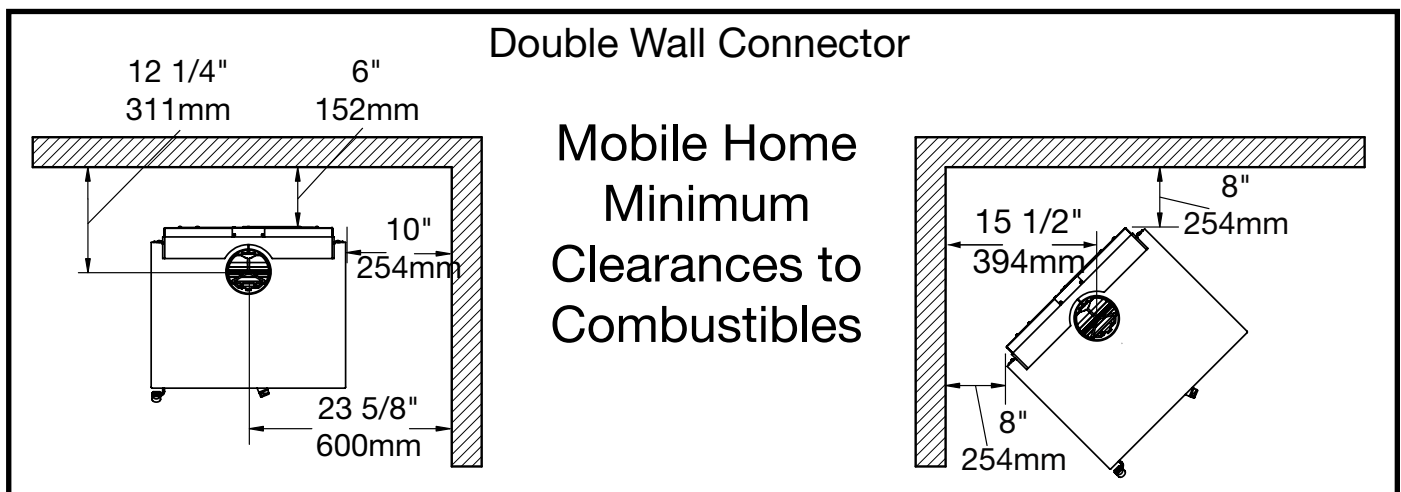 Double Wall Connector
12 1/4"
311mm
6"
152mm
10"
254mm
23 5/8"
600mm
Mobile Home
Minimum
Clearances to
Combustibles
8"
254mm
15 1/2"
394mm
8"
254mm